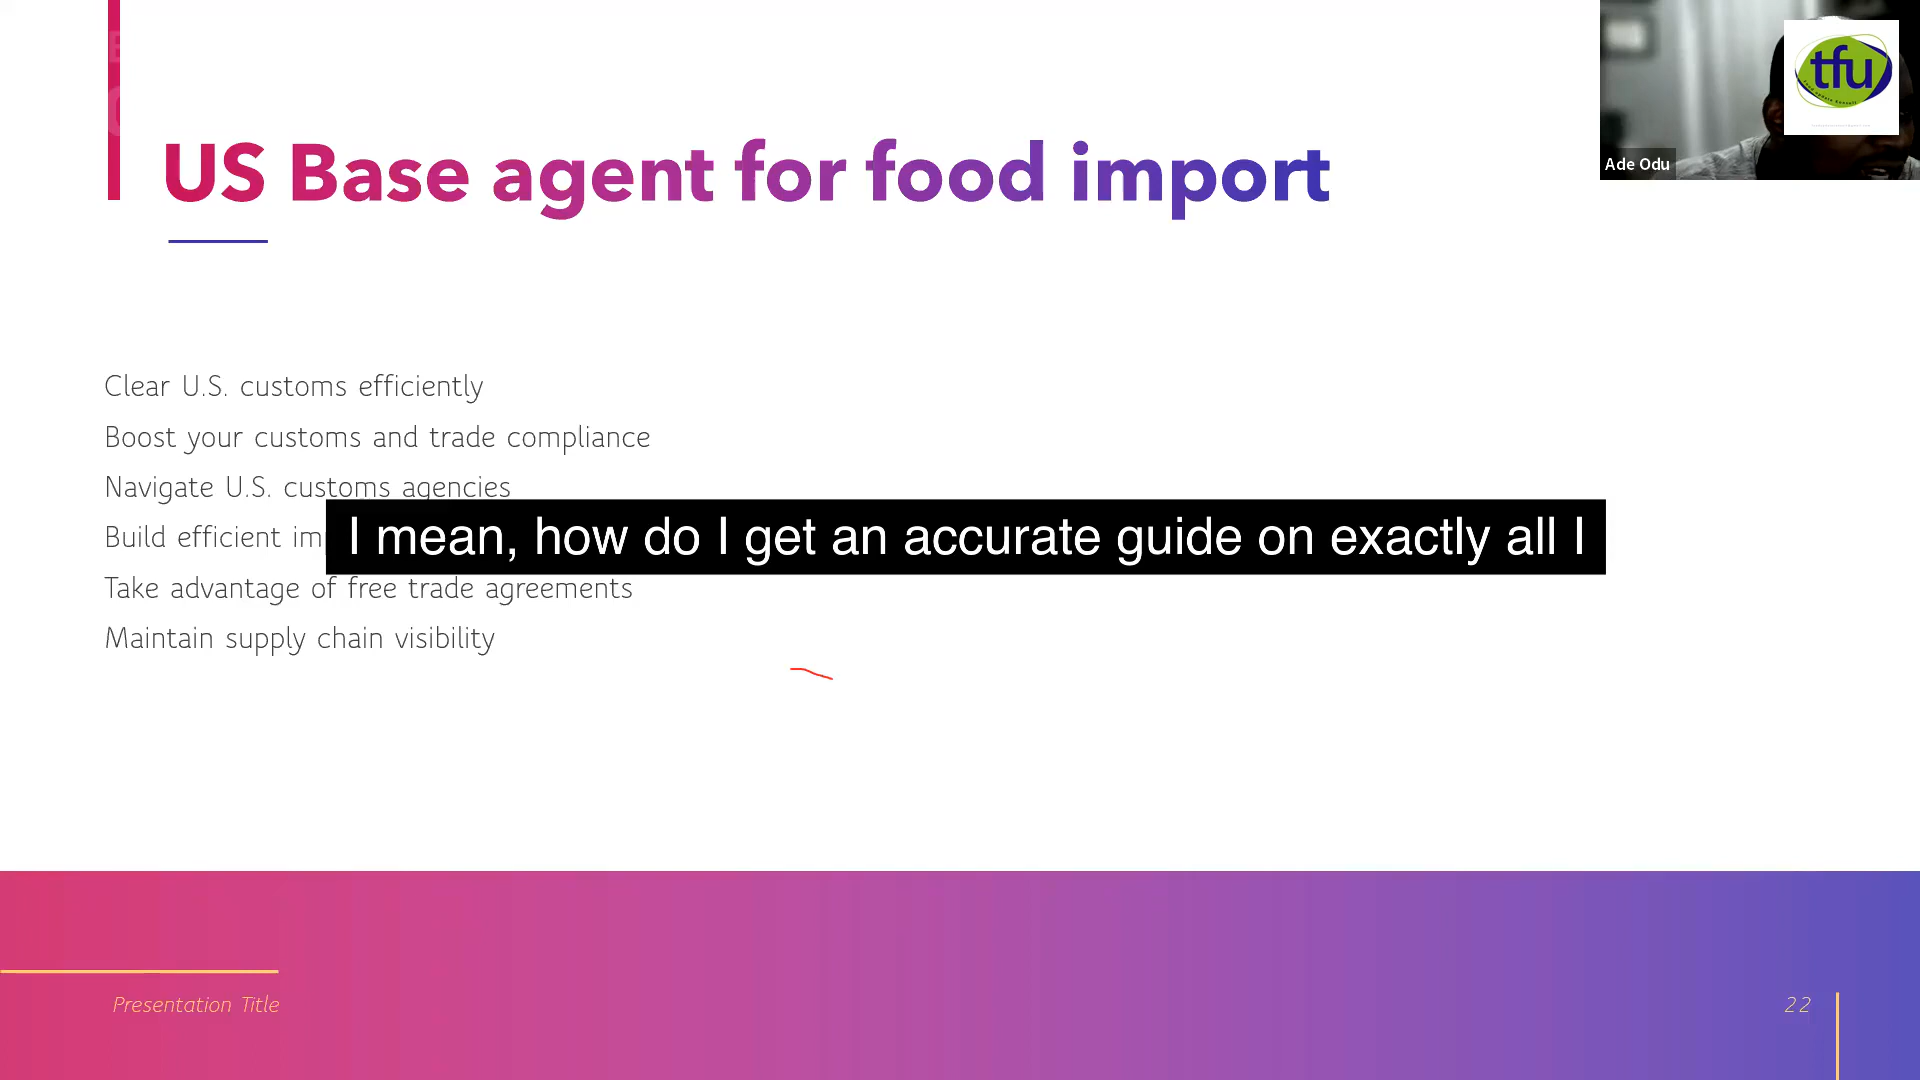 US Base agent for food import
tfu
Ade Odu
Clear U.S. customs efficiently
Boost your customs and trade compliance
Navigate U.S. customs agencies
Build efficient
I mean, how do I get an accurate guide on exactly all I
Take advantage of free trade agreements
Maintain supply chain visibility
Presentation Title
22